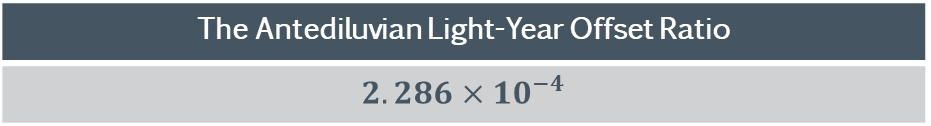 The Antediluvian Light-Year Offset Ratio
2.286 × 10⁻⁴